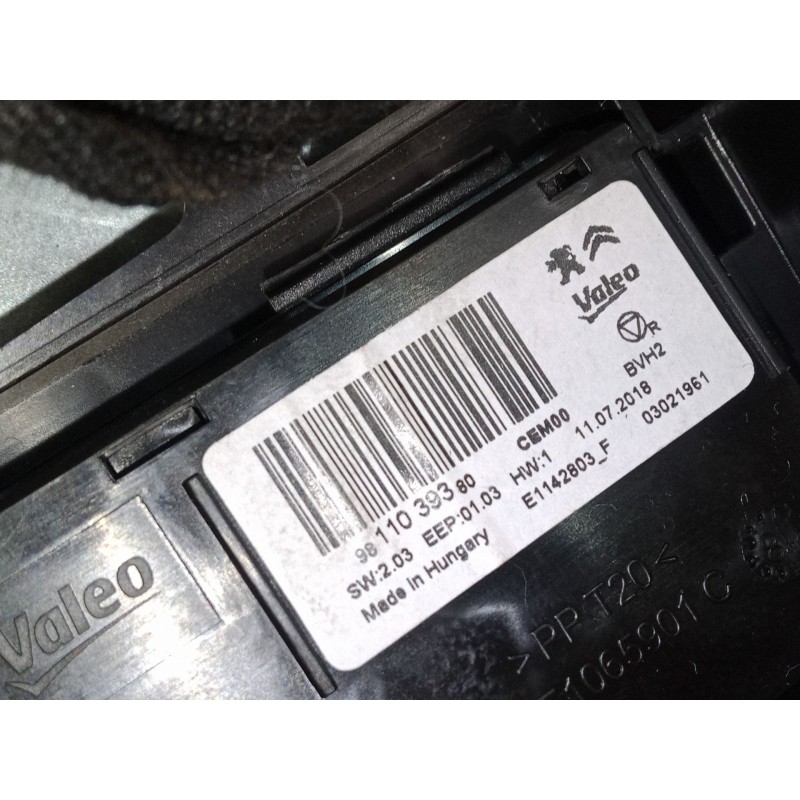 Valeo
R
BVH2
CEM00
11.07.2018
03021961
98 110 393 80
HW:1
E1142803_F
SW:2.03 EEP:01.03
Made in Hungary
Valeo
>PP.T20<
1065901 C